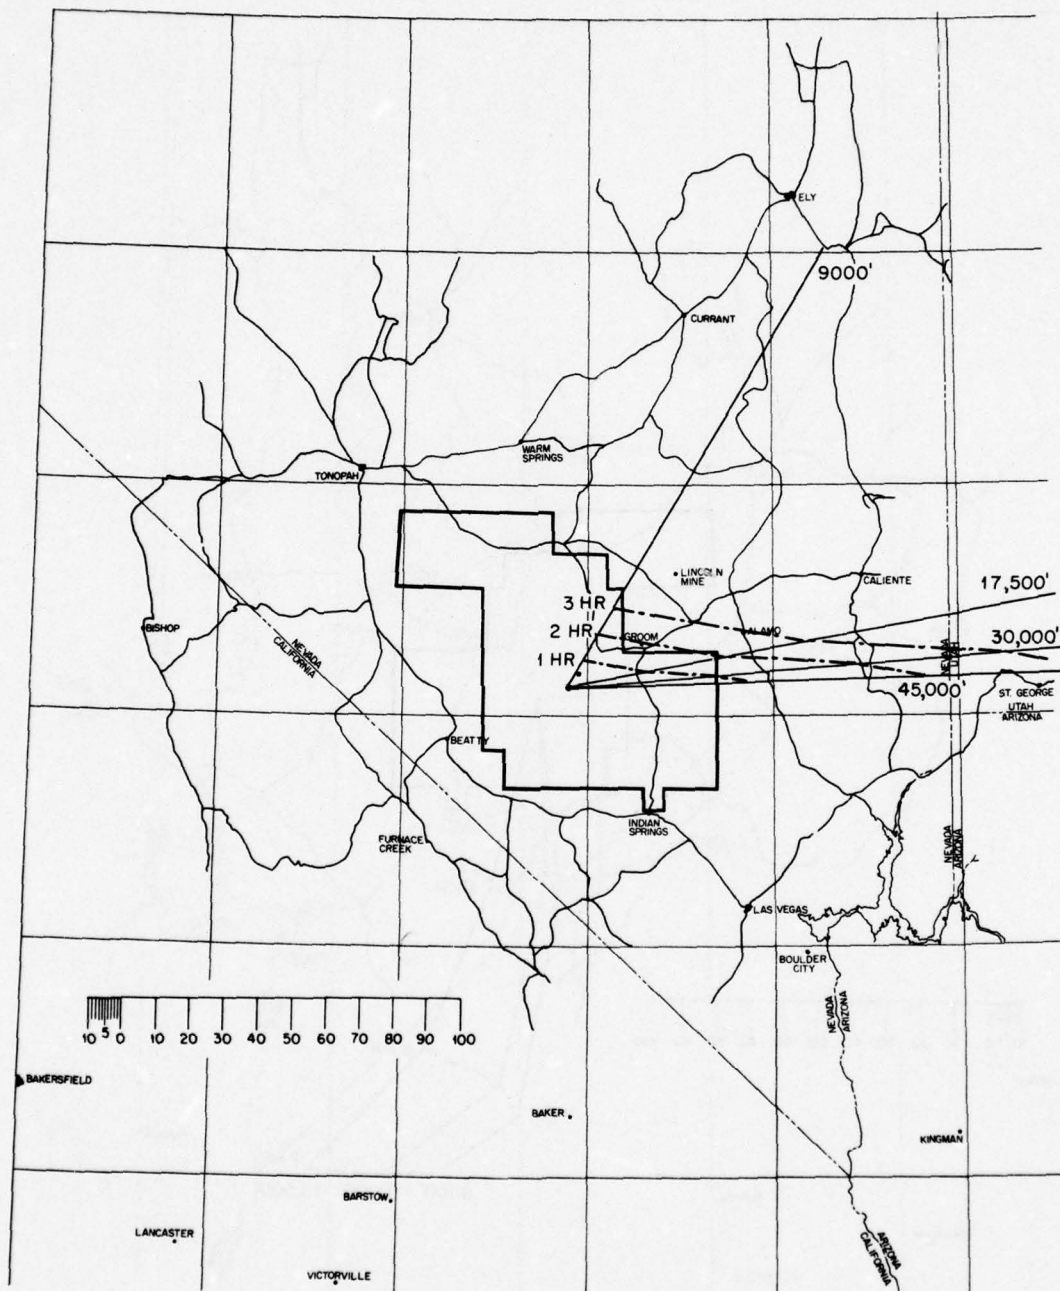 ELY
9000'
CURRANT
WARM
SPRINGS
TONOPAH
LINCOLN
MINE
CALIENTE
17,500'
3 HR
BISHOP
2 HR
GROOM
ALAMO
30,000'
NEVADA
CALIFORNIA
NEVADA
UTAH
1 HR
45,000'
ST. GEORGE
UTAH
ARIZONA
BEATTY
INDIAN
SPRINGS
FURNACE
CREEK
NEVADA
ARIZONA
LAS VEGAS
BOULDER
CITY
NEVADA
ARIZONA
10 5 0 10 20 30 40 50 60 70 80 90 100
BAKERSFIELD
BAKER
KINGMAN
BARSTOW
LANCASTER
ARIZONA
CALIFORNIA
VICTORVILLE